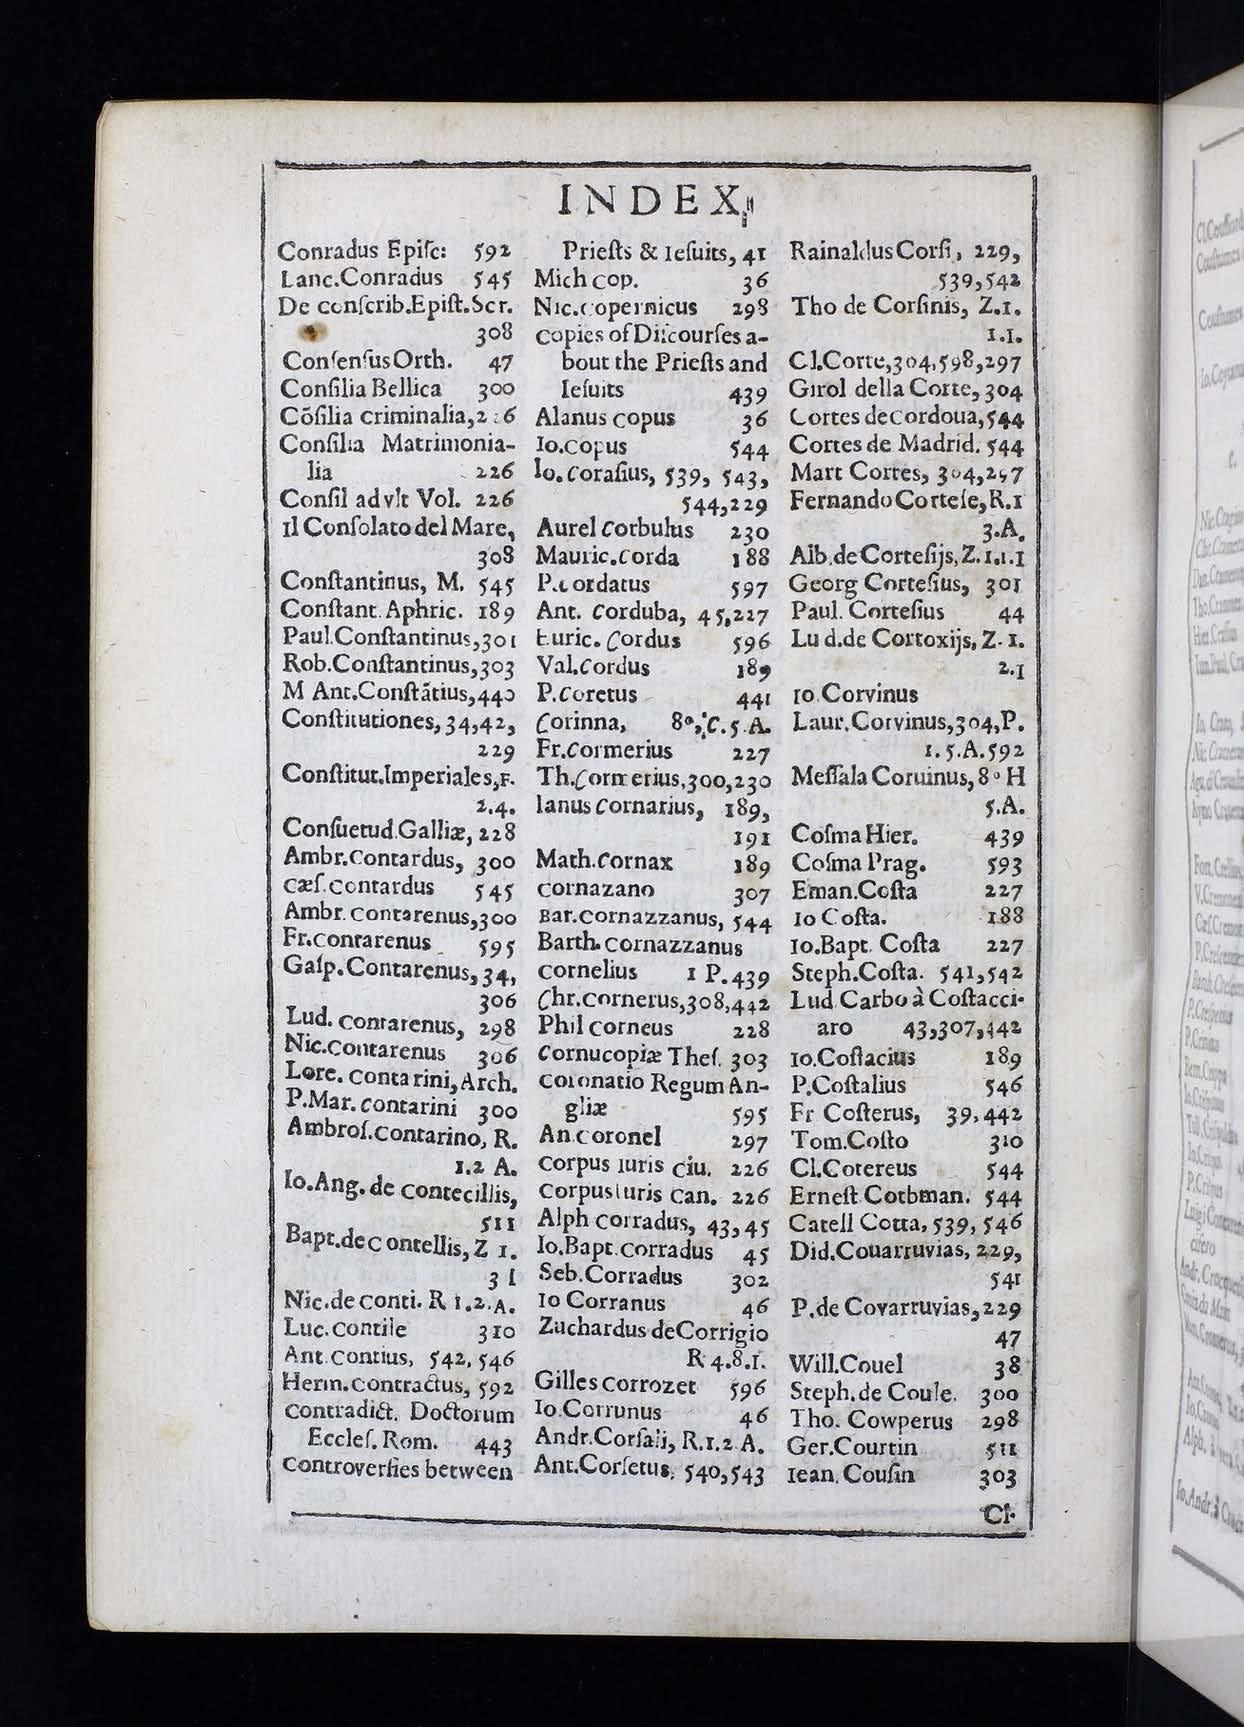 INDEX,
Conradus Epiſc: 592
Lanc.Conradus 545
De conſcrib.Epiſt.Scr.
308
Conſenſus Orth. 47
Conſilia Bellica 300
Cõſilia criminalia,226
Conſilia Matrimonia-
lia 226
Conſil ad vlt Vol. 226
Il Conſolato del Mare,
308
Conſtantinus, M. 545
Conſtant. Aphric. 189
Paul.Conſtantinus,301
Rob.Conſtantinus,303
M Ant.Conſtãtius,440
Conſtitutiones,34,42,
229
Conſtitut.Imperiales,F.
2.4.
Conſuetud.Galliæ, 228
Ambr.Contardus, 300
Cæſ.Contardus 545
Ambr.Contarenus,300
Fr.Contarenus 595
Gaſp.Contarenus,34,
306
Lud. Contarenus, 298
Nic.Contarenus 306
Lore. Contarini,Arch.
P.Mar. Contarini 300
Ambroſ.Contarino, R.
1.2 A.
Io.Ang. de Contecillis,
511
Bapt.de Contellis, Z 1.
3 1
Nic.de Conti. R 1.2.A.
Luc.Contile 310
Ant.Contius, 542,546
Herm.Contractus, 592
Contradict. Doctorum
Eccleſ. Rom. 443
Controverſies between
Prieſts & Ieſuits, 41
Mich Cop. 36
Nic.Copernicus 298
Copies of Diſcourſes a-
bout the Prieſts and
Ieſuits 439
Alanus Copus 36
Io.Copus 544
Io. Coraſius, 539, 543,
544,229
Aurel Corbulus 230
Mauric.Corda 188
P.Cordatus 597
Ant. Corduba, 45,227
Euric. Cordus 596
Val.Cordus 189
P.Coretus 441
Corinna, 8°,C.5.A.
Fr.Cormerius 227
Th.Cormerius,300,230
Ianus Cornarius, 189,
191
Math.Cornax 189
Cornazano 307
Bar.Cornazzanus, 544
Barth.Cornazzanus
Cornelius 1 P.439
Chr.Cornerus,308,442
Phil Corneus 228
Cornucopiæ Theſ. 303
Coronatio Regum An-
gliæ 595
An.Coronel 297
Corpus Iuris Ciu. 226
Corpus Iuris Can. 226
Alph Corradus, 43,45
Io.Bapt.Corradus 45
Seb.Corradus 302
Io Corranus 46
Zuchardus de Corrigio
R 4.8.1.
Gilles Corrozet 596
Io.Corrunus 46
Andr.Corſali, R.1.2 A.
Ant.Corſetus, 540,543
Rainaldus Corſi, 229,
539,542
Tho de Corſinis, Z.1.
1.1.
Cl.Corte,304,598,297
Girol della Corte, 304
Cortes de Cordoua,544
Cortes de Madrid. 544
Mart Cortes, 304,297
Fernando Corteſe,R.1
3.A.
Alb.de Corteſijs,Z.1.1.1
Georg Corteſius, 301
Paul. Corteſius 44
Lud.de Cortoxijs, Z.1.
2.1
Io.Corvinus
Laur.Corvinus,304,P.
1.5.A.592
Meſſala Coruinus, 8° H
5.A.
Coſma Hier. 439
Coſma Prag. 593
Eman.Coſta 227
Io Coſta. 188
Io.Bapt. Coſta 227
Steph.Coſta. 541,542
Lud Carbo à Coſtacci-
aro 43,307,442
Io.Coſtacius 189
P.Coſtalius 546
Fr Coſterus, 39,442
Tom.Coſto 310
Cl.Cotereus 544
Erneſt.Cotbman. 544
Catell Cotta, 539, 546
Did.Couarruvias, 229,
541
P.de Covarruvias,229
47
Will.Couel 38
Steph.de Coule. 300
Tho. Cowperus 298
Ger.Courtin 511
Iean.Couſin 303
Cl.